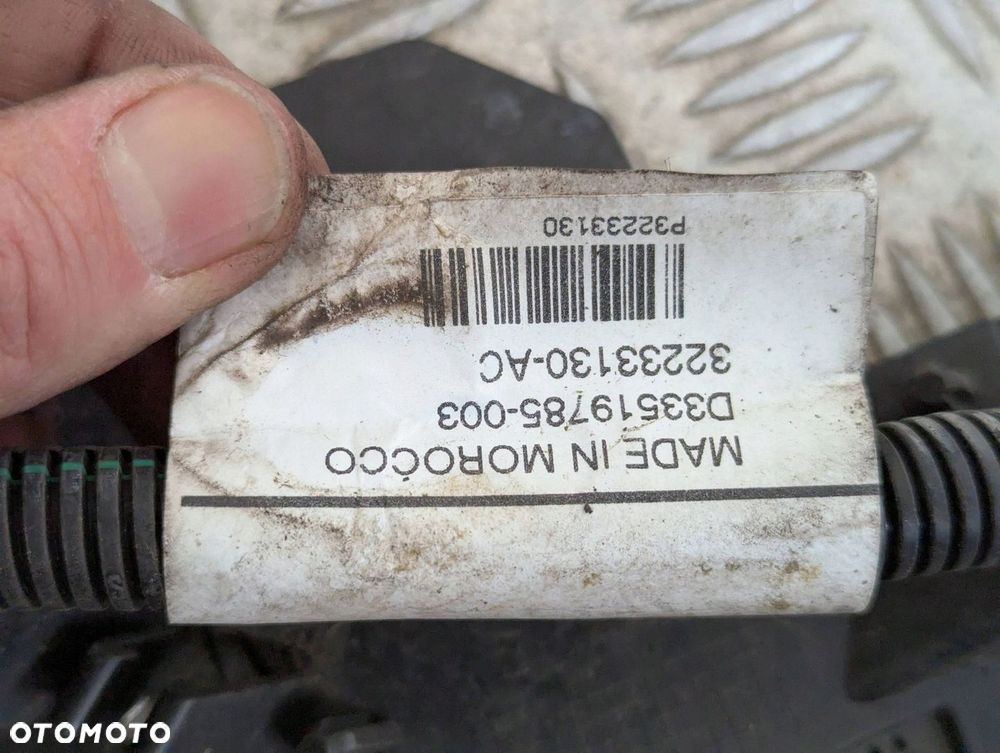 MADE IN MOROCCO
D33519785-003
32233130-AC
P32233130
OTOMOTO